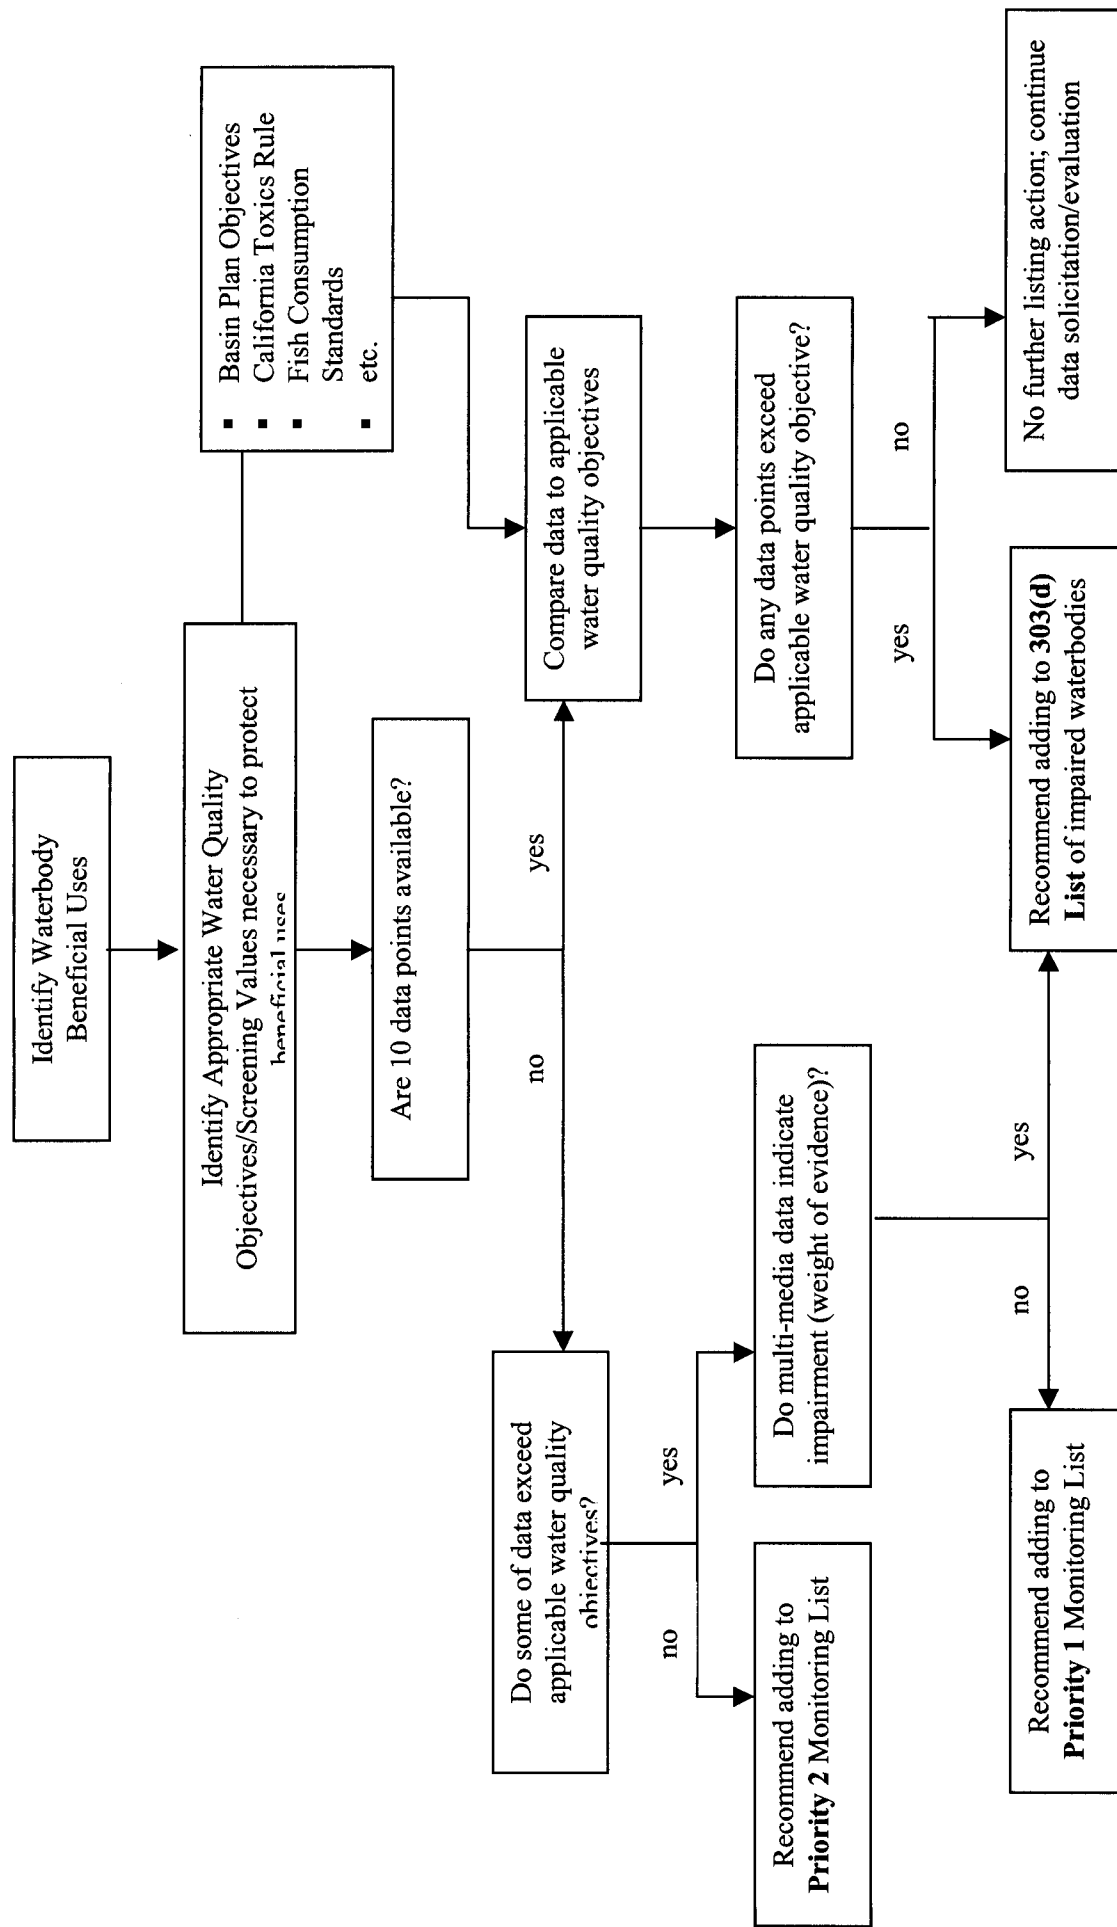 Identify Waterbody
Beneficial Uses
Identify Appropriate Water Quality
Objectives/Screening Values necessary to protect
beneficial uses
▪ Basin Plan Objectives
▪ California Toxics Rule
▪ Fish Consumption
Standards
▪ etc.
Are 10 data points available?
no
yes
Do some of data exceed
applicable water quality
objectives?
Compare data to applicable
water quality objectives
no
yes
Do any data points exceed
applicable water quality objective?
Recommend adding to
Priority 2 Monitoring List
Do multi-media data indicate
impairment (weight of evidence)?
yes
no
no
yes
Recommend adding to
Priority 1 Monitoring List
Recommend adding to 303(d)
List of impaired waterbodies
No further listing action; continue
data solicitation/evaluation